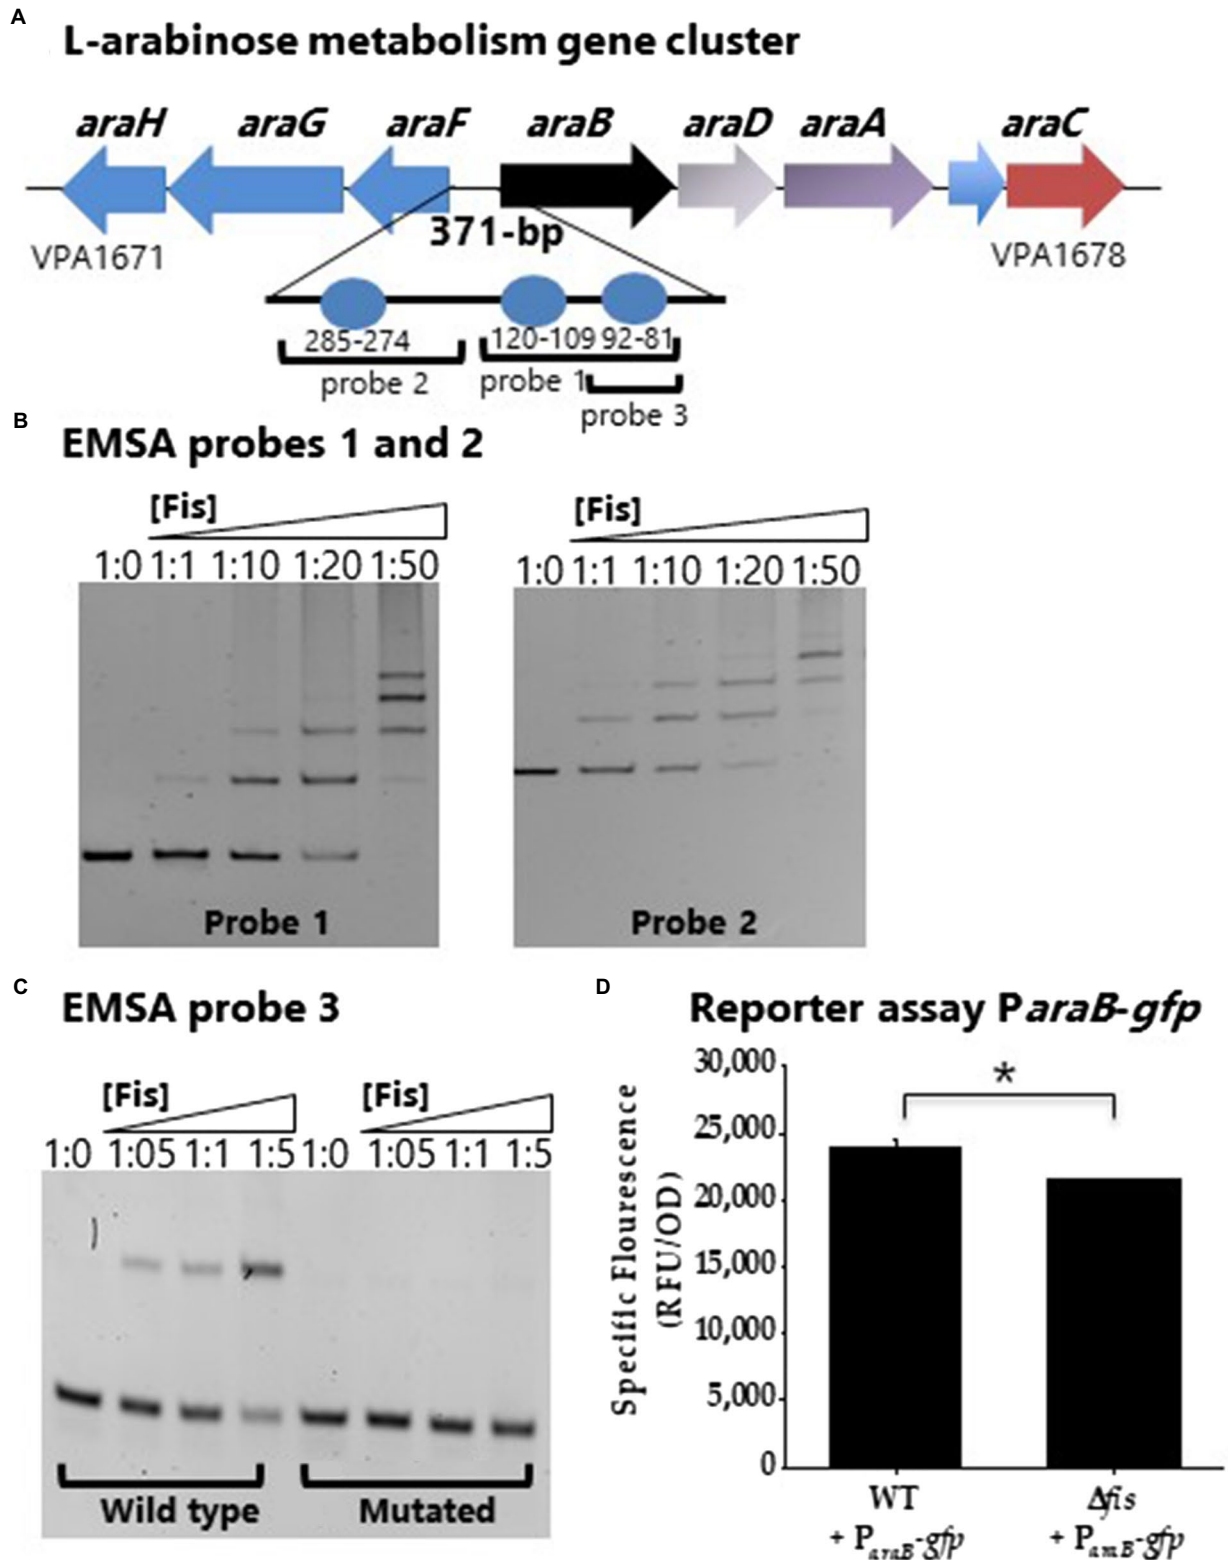 A
L-arabinose metabolism gene cluster
araH araG araF araB araD araA araC
371-bp
VPA1671 VPA1678
285-274 120-109 92-81
probe 2 probe 1
probe 3
B
EMSA probes 1 and 2
[Fis] [Fis]
1:0 1:1 1:10 1:20 1:50 1:0 1:1 1:10 1:20 1:50
Probe 1 Probe 2
C
EMSA probe 3
[Fis] [Fis]
1:0 1:05 1:1 1:5 1:0 1:05 1:1 1:5
Wild type Mutated
D
Reporter assay ParaB-gfp
*
Specific Flourescence
(RFU/OD)
30,000
25,000
20,000
15,000
10,000
5,000
0
WT Δfis
+ ParaB-gfp + ParaB-gfp